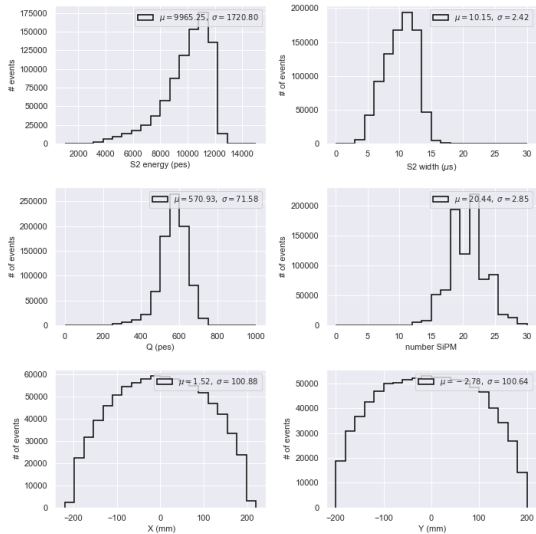 μ = 9965.25, σ = 1720.80
175000
150000
125000
100000
75000
50000
25000
0
# of events
2000 4000 6000 8000 10000 12000 14000
S2 energy (pes)
μ = 10.15, σ = 2.42
200000
150000
100000
50000
0
# of events
0 5 10 15 20 25 30
S2 width (μs)
μ = 570.93, σ = 71.58
250000
200000
150000
100000
50000
0
# of events
0 200 400 600 800 1000
Q (pes)
μ = 20.44, σ = 2.85
200000
150000
100000
50000
0
# of events
0 5 10 15 20 25 30
number SiPM
μ = 1.52, σ = 100.88
60000
50000
40000
30000
20000
10000
0
# of events
−200 −100 0 100 200
X (mm)
μ = −2.78, σ = 100.64
50000
40000
30000
20000
10000
0
# of events
−200 −100 0 100 200
Y (mm)